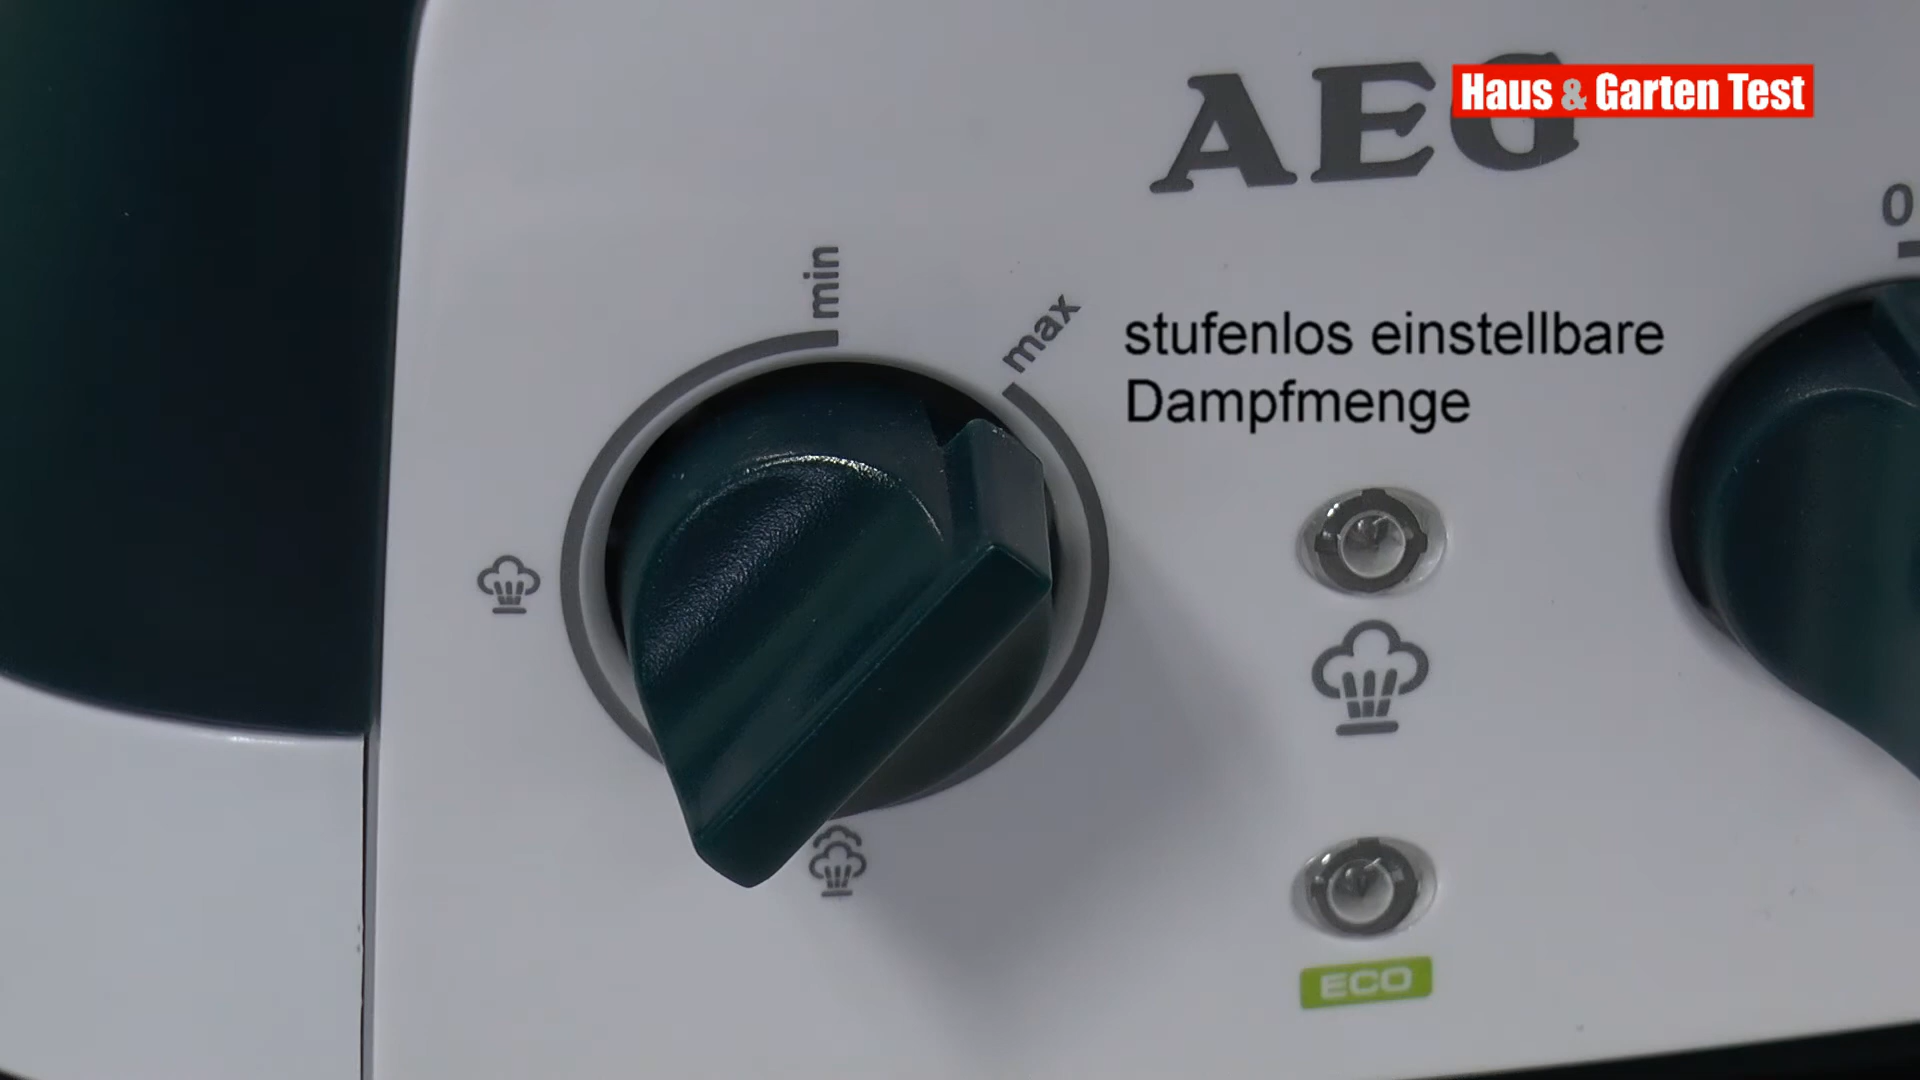 AEG
Haus & Garten Test
0
min
max
stufenlos einstellbare
Dampfmenge
ECO